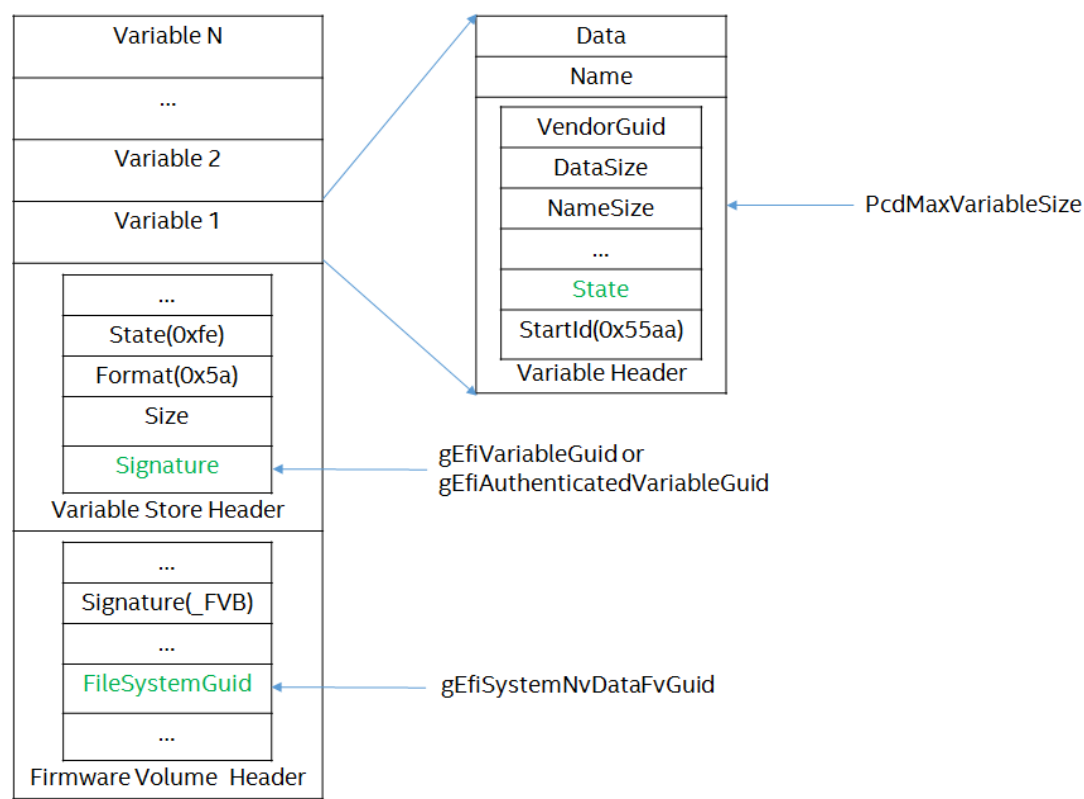 Variable N
...
Variable 2
Variable 1
...
State(0xfe)
Format(0x5a)
Size
Signature
Variable Store Header
...
Signature(_FVB)
...
FileSystemGuid
...
Firmware Volume Header
Data
Name
VendorGuid
DataSize
NameSize
...
State
StartId(0x55aa)
Variable Header
PcdMaxVariableSize
gEfiVariableGuid or
gEfiAuthenticatedVariableGuid
gEfiSystemNvDataFvGuid